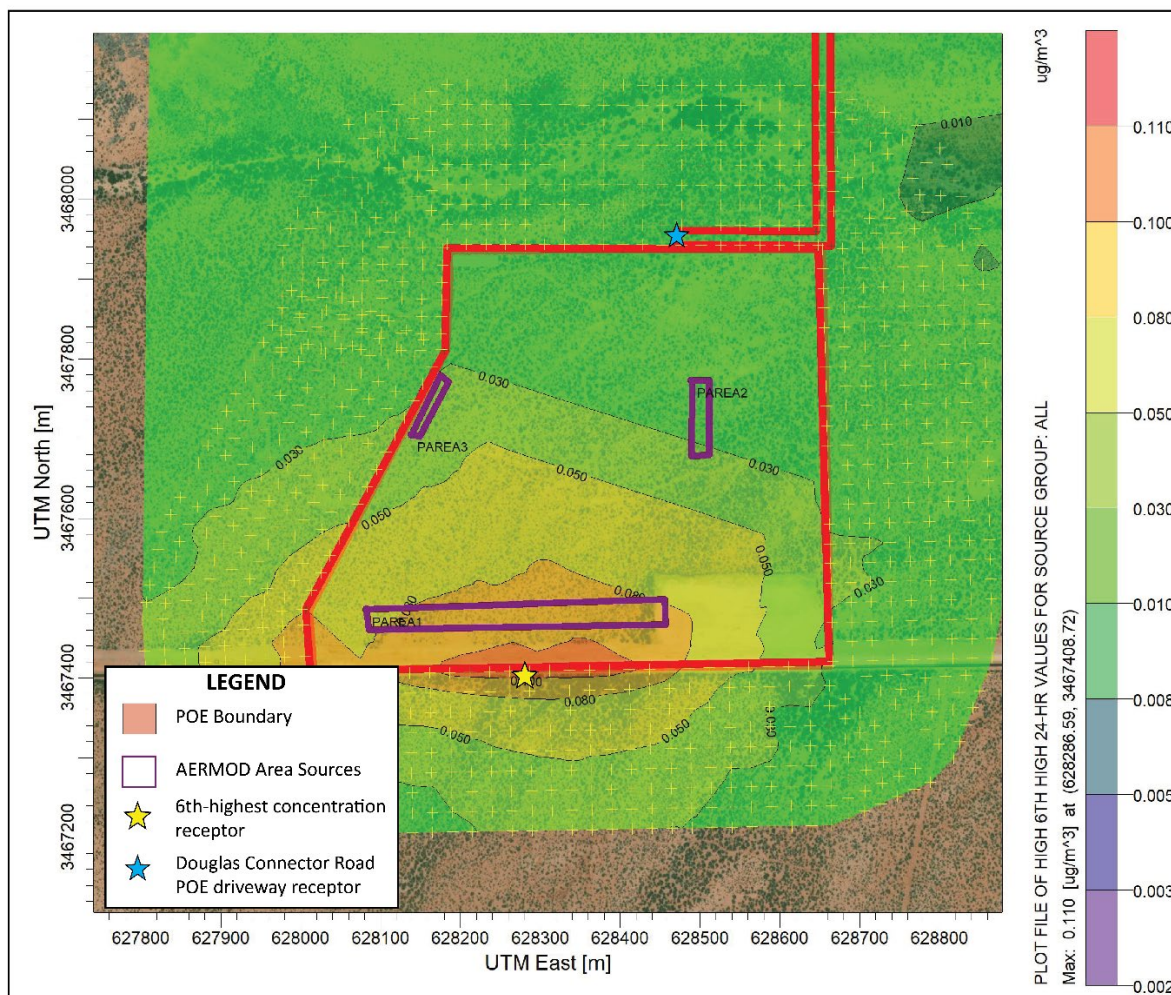 ug/m^3
0.110
0.100
0.080
0.050
0.030
0.010
0.008
0.005
0.003
0.002
PLOT FILE OF HIGH 6TH HIGH 24-HR VALUES FOR SOURCE GROUP: ALL
Max: 0.110 [ug/m^3] at (628286.59, 3467408.72)
UTM North [m]
3468000
3467800
3467600
3467400
3467200
0.010
0.030
PAREA2
PAREA3
0.030
0.030
0.050
0.050
0.050
0.080
0.030
PAREA1
0.080
0.050
0.050
LEGEND
POE Boundary
AERMOD Area Sources
6th-highest concentration
receptor
Douglas Connector Road
POE driveway receptor
627800 627900 628000 628100 628200 628300 628400 628500 628600 628700 628800
UTM East [m]